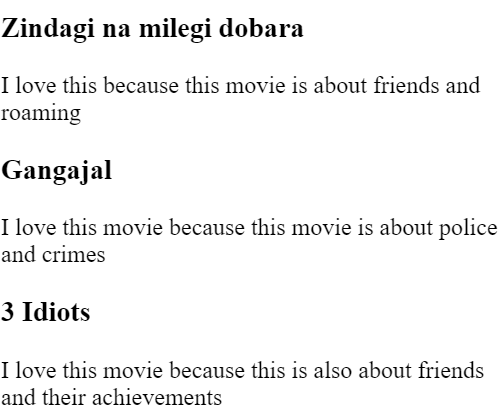 Zindagi na milegi dobara
I love this because this movie is about friends and
roaming
Gangajal
I love this movie because this movie is about police
and crimes
3 Idiots
I love this movie because this is also about friends
and their achievements